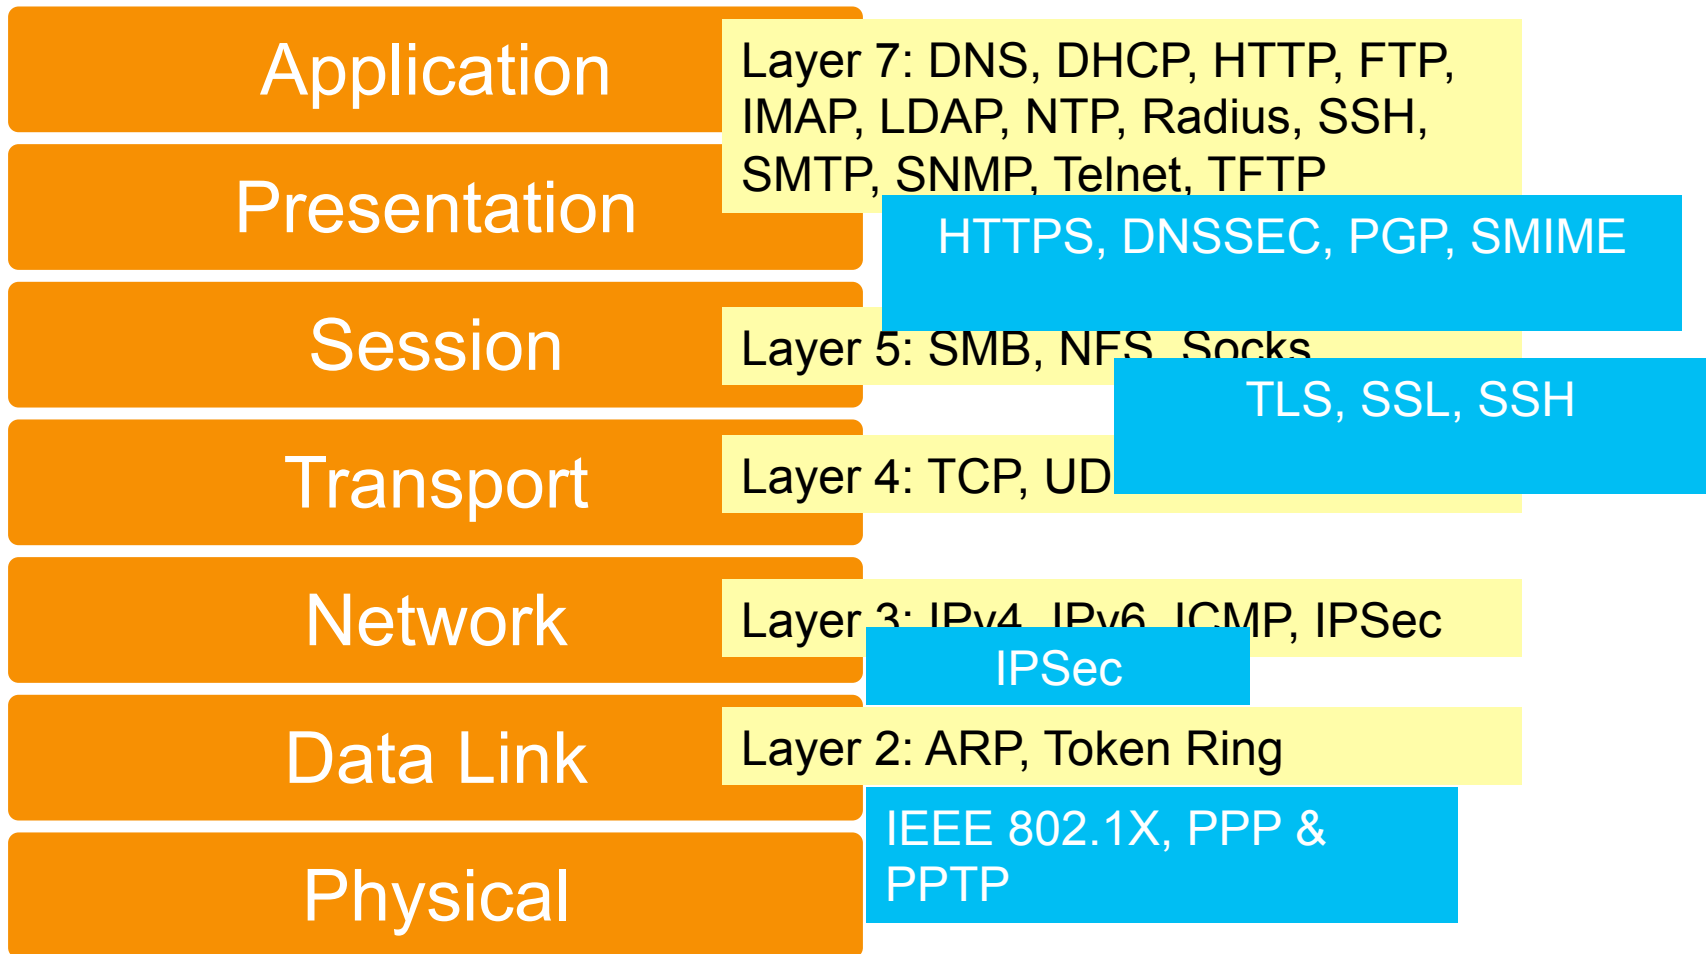 Application
Layer 7: DNS, DHCP, HTTP, FTP,
IMAP, LDAP, NTP, Radius, SSH,
SMTP, SNMP, Telnet, TFTP
Presentation
HTTPS, DNSSEC, PGP, SMIME
Session
Layer 5: SMB, NFS, Socks
TLS, SSL, SSH
Transport
Layer 4: TCP, UD
Network
Layer 3: IPv4, IPv6, ICMP, IPSec
IPSec
Data Link
Layer 2: ARP, Token Ring
IEEE 802.1X, PPP &
PPTP
Physical